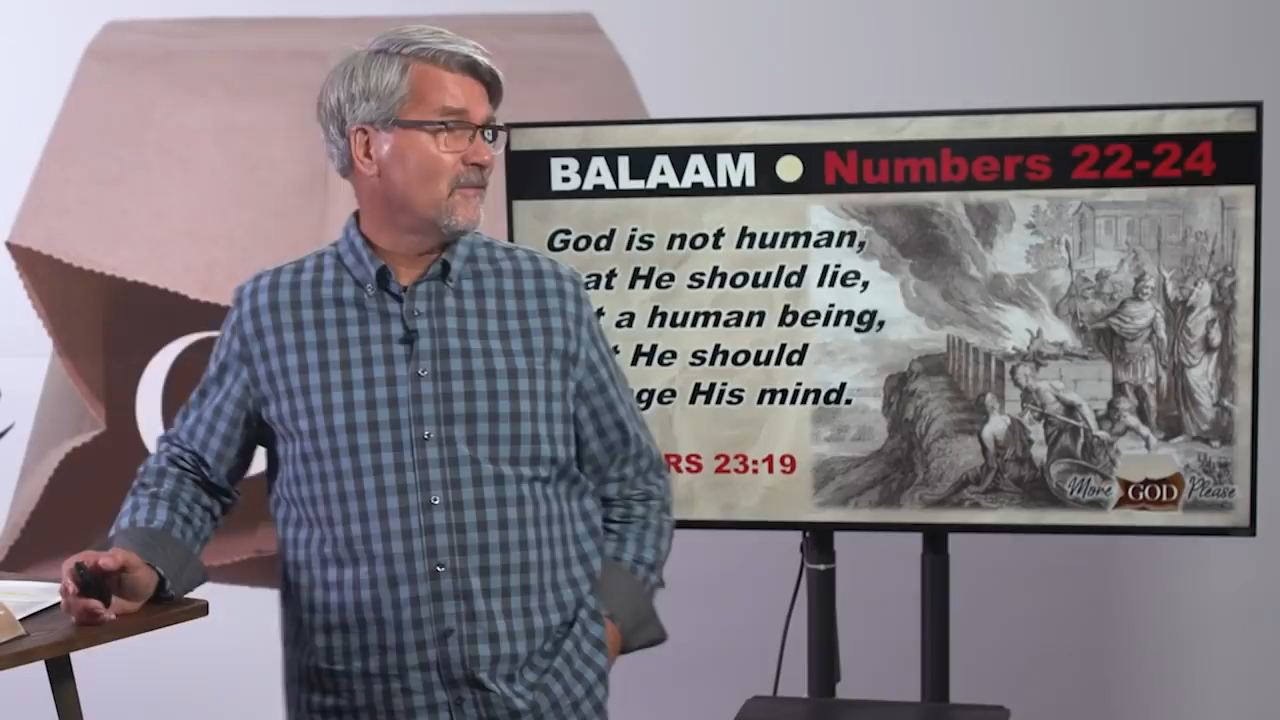 BALAAM • Numbers 22-24
God is not human,
at He should lie,
a human being,
He should
ge His mind.
RS 23:19
More GOD Please